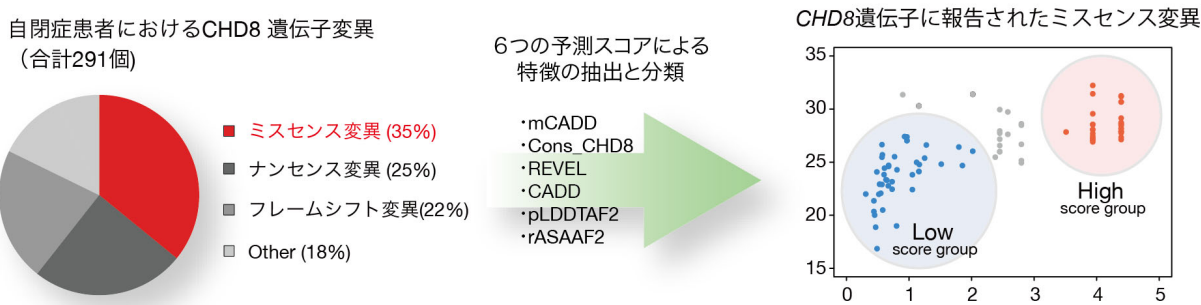 自閉症患者におけるCHD8 遺伝子変異
（合計291個)
ミスセンス変異 (35%)
ナンセンス変異 (25%)
フレームシフト変異(22%)
Other (18%)
６つの予測スコアによる
特徴の抽出と分類
・mCADD
・Cons_CHD8
・REVEL
・CADD
・pLDDTAF2
・rASAAF2
CHD8遺伝子に報告されたミスセンス変異
35
30
25
20
15
0 1 2 3 4 5
Low
score group
High
score group